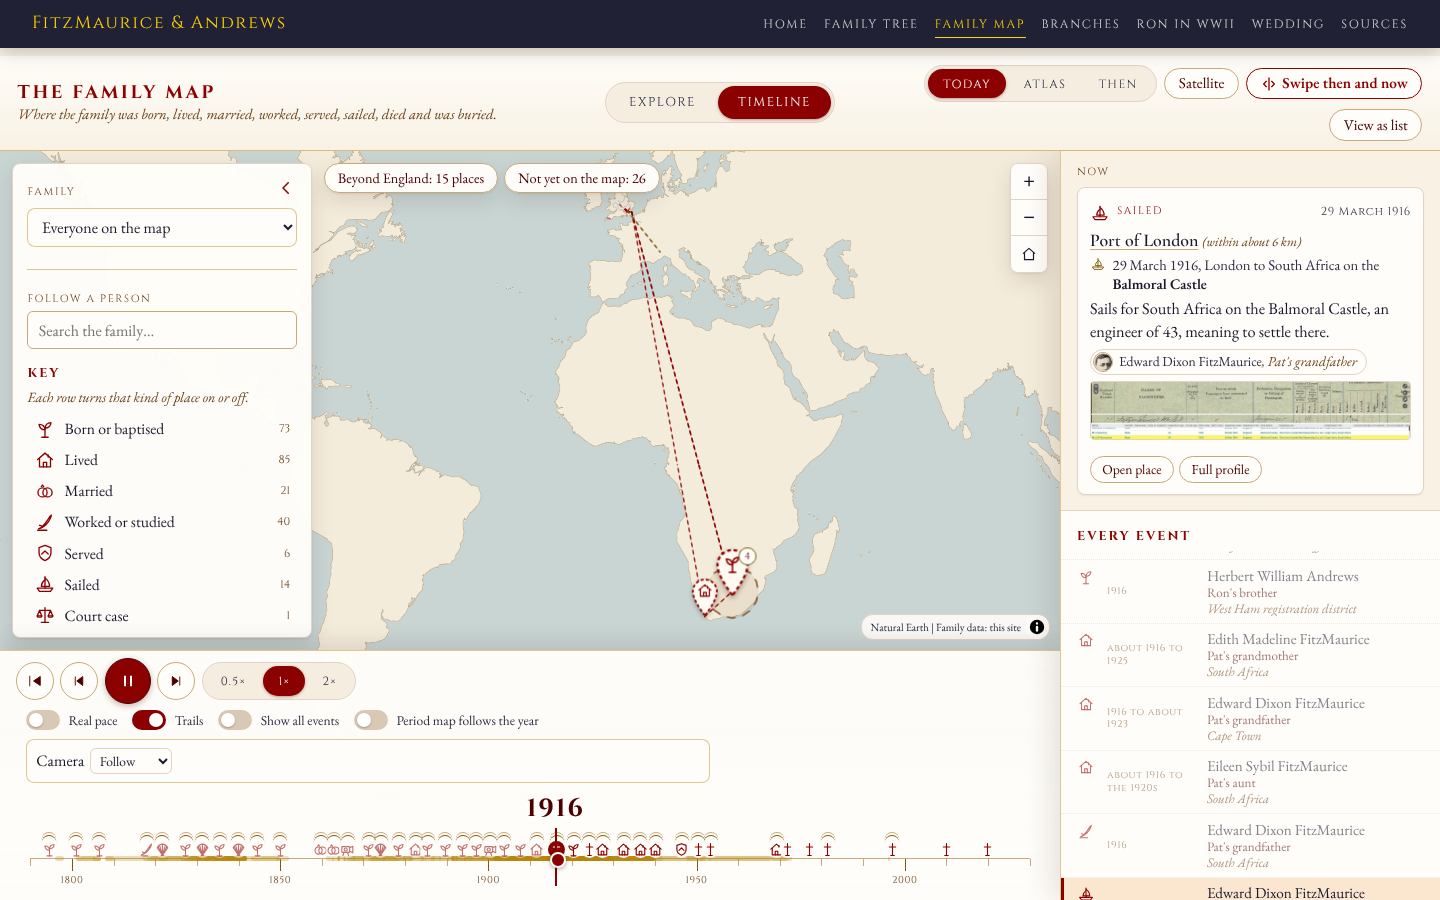 FitzMaurice & Andrews
HOME FAMILY TREE FAMILY MAP BRANCHES RON IN WWII WEDDING SOURCES
THE FAMILY MAP
Where the family was born, lived, married, worked, served, sailed, died and was buried.
EXPLORE TIMELINE
TODAY ATLAS THEN
Satellite
Swipe then and now
View as list
FAMILY
Everyone on the map
FOLLOW A PERSON
Search the family...
KEY
Each row turns that kind of place on or off.
Born or baptised 73
Lived 85
Married 21
Worked or studied 40
Served 6
Sailed 14
Court case 1
Beyond England: 15 places
Not yet on the map: 26
+
−
4
Natural Earth | Family data: this site
NOW
SAILED 29 MARCH 1916
Port of London (within about 6 km)
29 March 1916, London to South Africa on the
Balmoral Castle
Sails for South Africa on the Balmoral Castle, an
engineer of 43, meaning to settle there.
Edward Dixon FitzMaurice, Pat's grandfather
Open place
Full profile
EVERY EVENT
1916
Herbert William Andrews
Ron's brother
West Ham registration district
ABOUT 1916 TO
1925
Edith Madeline FitzMaurice
Pat's grandmother
South Africa
1916 TO ABOUT
1923
Edward Dixon FitzMaurice
Pat's grandfather
Cape Town
ABOUT 1916 TO
THE 1920S
Eileen Sybil FitzMaurice
Pat's aunt
South Africa
1916
Edward Dixon FitzMaurice
Pat's grandfather
South Africa
Edward Dixon FitzMaurice
0.5× 1× 2×
Real pace Trails Show all events Period map follows the year
Camera Follow
1916
1800 1850 1900 1950 2000